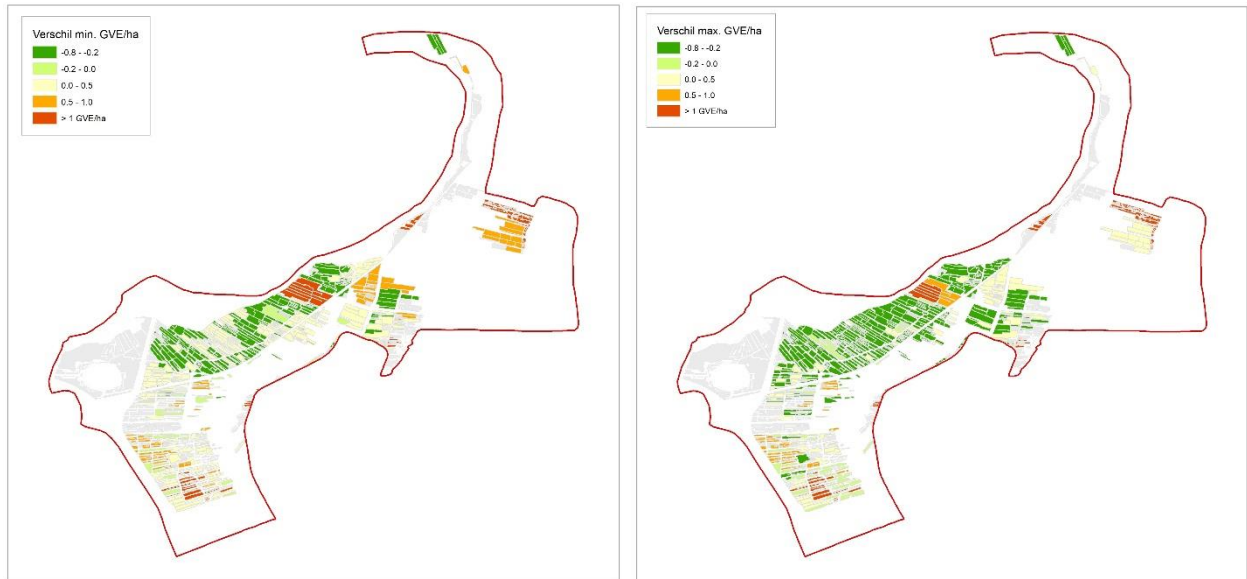 Verschil min. GVE/ha
-0.8 - -0.2
-0.2 - 0.0
0.0 - 0.5
0.5 - 1.0
> 1 GVE/ha
Verschil max. GVE/ha
-0.8 - -0.2
-0.2 - 0.0
0.0 - 0.5
0.5 - 1.0
> 1 GVE/ha